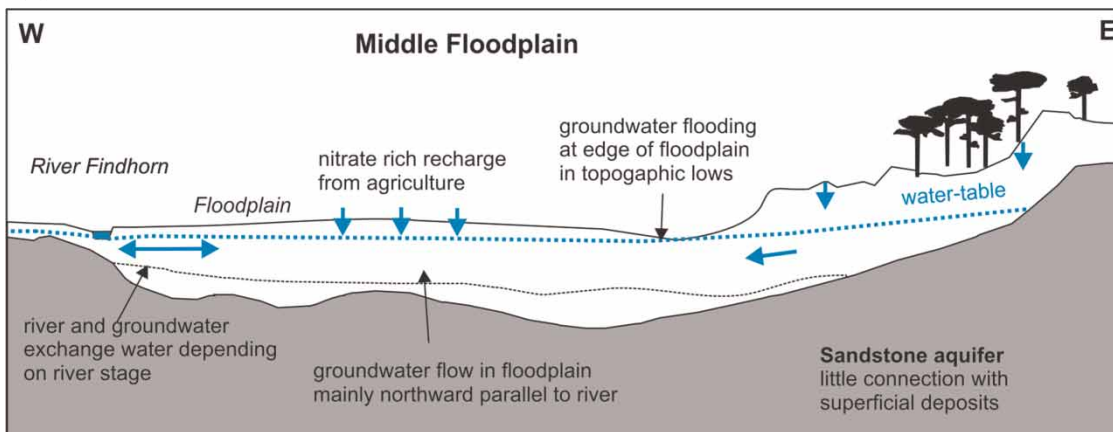 W
E
Middle Floodplain
groundwater flooding
at edge of floodplain
in topogaphic lows
nitrate rich recharge
from agriculture
River Findhorn
Floodplain
water-table
river and groundwater
exchange water depending
on river stage
groundwater flow in floodplain
mainly northward parallel to river
Sandstone aquifer
little connection with
superficial deposits